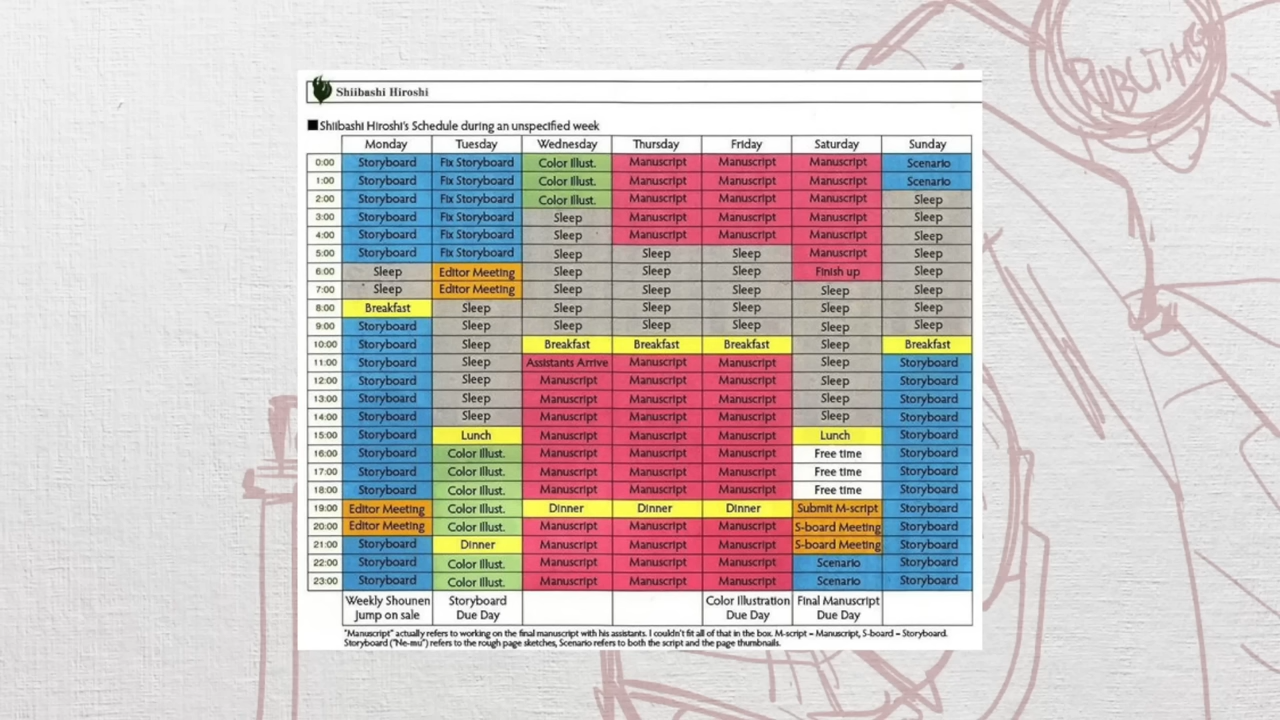 PUBLISHS
Shiibashi Hiroshi
Shiibashi Hiroshi's Schedule during an unspecified week
Monday Tuesday Wednesday Thursday Friday Saturday Sunday
0:00 Storyboard Fix Storyboard Color Illust. Manuscript Manuscript Manuscript Scenario
1:00 Storyboard Fix Storyboard Color Illust. Manuscript Manuscript Manuscript Scenario
2:00 Storyboard Fix Storyboard Color Illust. Manuscript Manuscript Manuscript Sleep
3:00 Storyboard Fix Storyboard Sleep Manuscript Manuscript Manuscript Sleep
4:00 Storyboard Fix Storyboard Sleep Manuscript Manuscript Manuscript Sleep
5:00 Storyboard Fix Storyboard Sleep Sleep Sleep Manuscript Sleep
6:00 Sleep Editor Meeting Sleep Sleep Sleep Finish up Sleep
7:00 Sleep Editor Meeting Sleep Sleep Sleep Sleep Sleep
8:00 Breakfast Sleep Sleep Sleep Sleep Sleep Sleep
9:00 Storyboard Sleep Sleep Sleep Sleep Sleep Sleep
10:00 Storyboard Sleep Breakfast Breakfast Breakfast Sleep Breakfast
11:00 Storyboard Sleep Assistants Arrive Manuscript Manuscript Sleep Storyboard
12:00 Storyboard Sleep Manuscript Manuscript Manuscript Sleep Storyboard
13:00 Storyboard Sleep Manuscript Manuscript Manuscript Sleep Storyboard
14:00 Storyboard Sleep Manuscript Manuscript Manuscript Sleep Storyboard
15:00 Storyboard Lunch Manuscript Manuscript Manuscript Lunch Storyboard
16:00 Storyboard Color Illust. Manuscript Manuscript Manuscript Free time Storyboard
17:00 Storyboard Color Illust. Manuscript Manuscript Manuscript Free time Storyboard
18:00 Storyboard Color Illust. Manuscript Manuscript Manuscript Free time Storyboard
19:00 Editor Meeting Color Illust. Dinner Dinner Dinner Submit M-script Storyboard
20:00 Editor Meeting Color Illust. Manuscript Manuscript Manuscript S-board Meeting Storyboard
21:00 Storyboard Dinner Manuscript Manuscript Manuscript S-board Meeting Storyboard
22:00 Storyboard Color Illust. Manuscript Manuscript Manuscript Scenario Storyboard
23:00 Storyboard Color Illust. Manuscript Manuscript Manuscript Scenario Storyboard
Weekly Shounen Storyboard Color Illustration Final Manuscript
Jump on sale Due Day Due Day Due Day
"Manuscript" actually refers to working on the final manuscript with his assistants. I couldn't fit all of that in the box. M-script = Manuscript, S-board = Storyboard.
Storyboard ("Ne-mu") refers to the rough page sketches, Scenario refers to both the script and the page thumbnails.